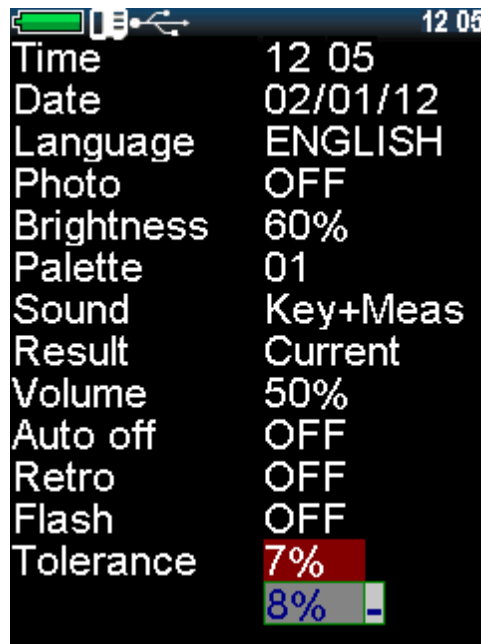 12 05
Time 12 05
Date 02/01/12
Language ENGLISH
Photo OFF
Brightness 60%
Palette 01
Sound Key+Meas
Result Current
Volume 50%
Auto off OFF
Retro OFF
Flash OFF
Tolerance 7%
8% -